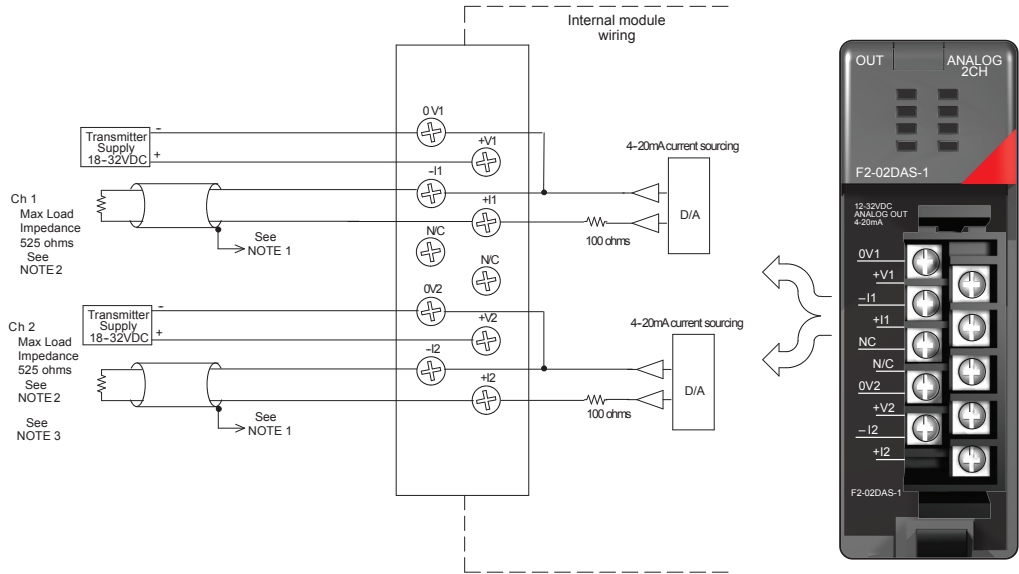 Internal module
wiring
0 V1
+V1
Transmitter
Supply
18-32VDC
-
+
-I1
+I1
4-20mA current sourcing
D/A
100 ohms
Ch 1
Max Load
Impedance
525 ohms
See
NOTE 2
See
NOTE 1
N/C
N/C
0V2
+V2
Transmitter
Supply
18-32VDC
-
+
-I2
+I2
4-20mA current sourcing
D/A
100 ohms
Ch 2
Max Load
Impedance
525 ohms
See
NOTE 2
See
NOTE 3
See
NOTE 1
OUT
ANALOG
2CH
F2-02DAS-1
12-32VDC
ANALOG OUT
4-20mA
0V1
+V1
-I1
+I1
NC
N/C
0V2
+V2
-I2
+I2
F2-02DAS-1